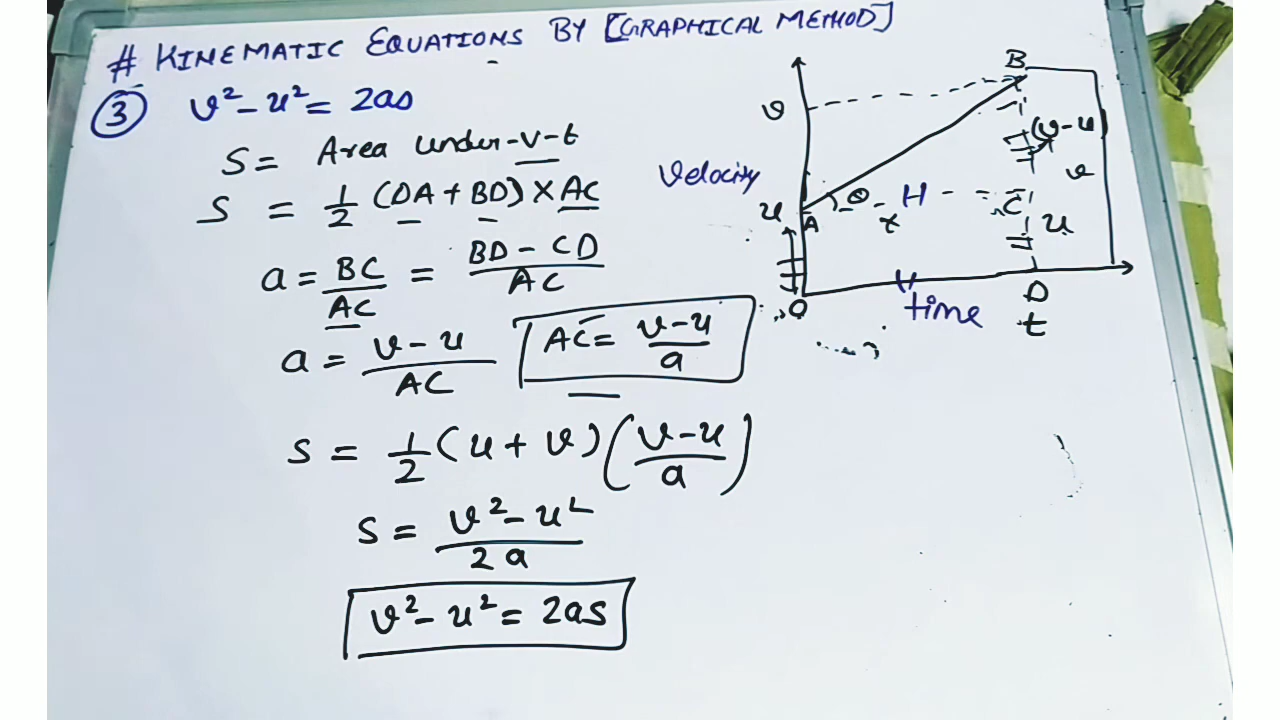 # KINEMATIC EQUATIONS BY [GRAPHICAL METHOD]
③ v² - u² = 2as
S = Area under v-t
S = 1/2 (OA + BD) × AC
a = BC/AC = (BD - CD)/AC
a = (v - u)/AC
AC = (v - u)/a
s = 1/2 (u + v) ((v - u)/a)
s = (v² - u²)/2a
v² - u² = 2as
B
v
(v-u)
v
Velocity
u
A
θ
H
C
u
O
time
D
t